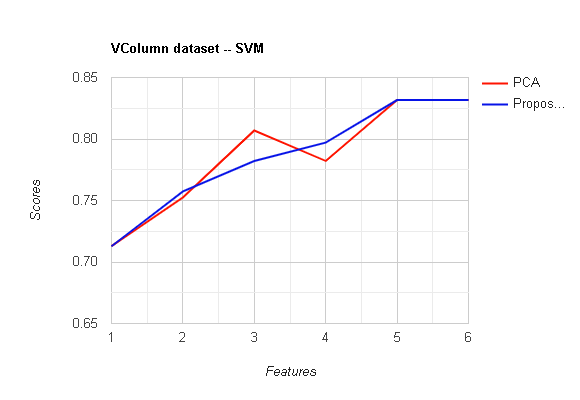 VColumn dataset -- SVM
0.85
0.80
0.75
0.70
0.65
1 2 3 4 5 6
Scores
Features
PCA
Propos...